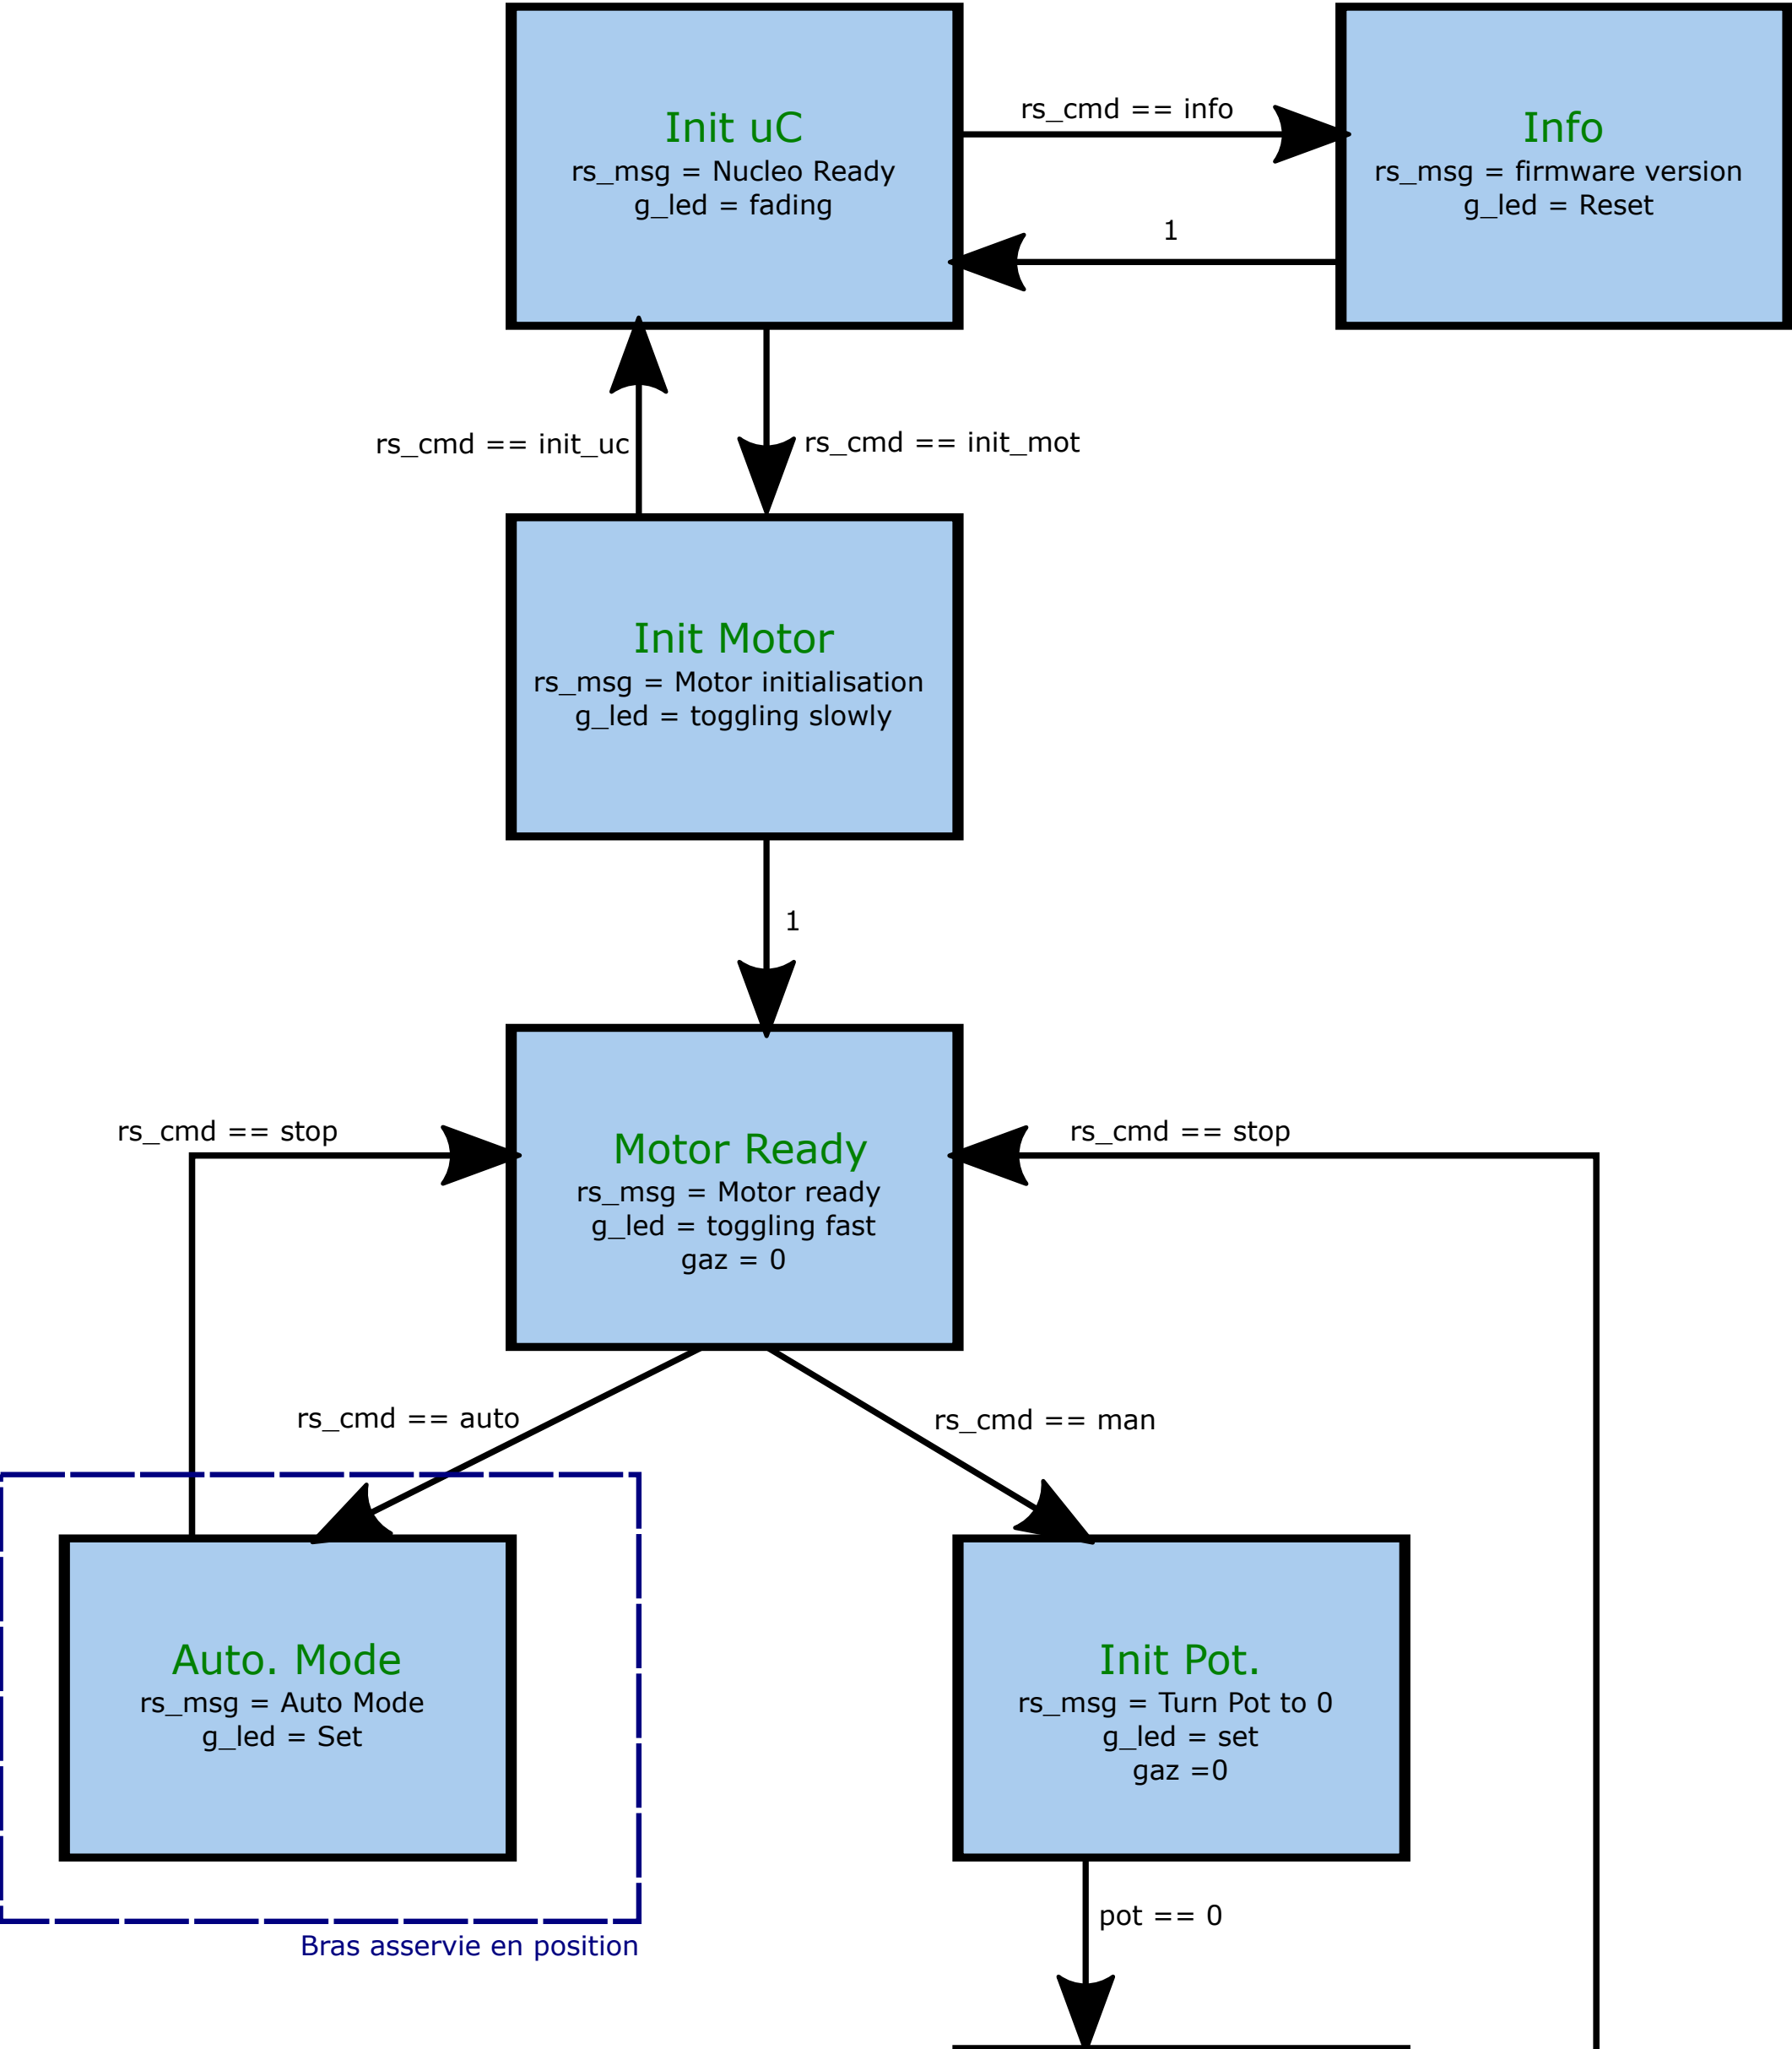 Init uC
rs_msg = Nucleo Ready
g_led = fading
rs_cmd == info
Info
rs_msg = firmware version
g_led = Reset
1
rs_cmd == init_uc
rs_cmd == init_mot
Init Motor
rs_msg = Motor initialisation
g_led = toggling slowly
1
rs_cmd == stop
Motor Ready
rs_msg = Motor ready
g_led = toggling fast
gaz = 0
rs_cmd == stop
rs_cmd == auto
rs_cmd == man
Auto. Mode
rs_msg = Auto Mode
g_led = Set
Init Pot.
rs_msg = Turn Pot to 0
g_led = set
gaz =0
pot == 0
Bras asservie en position